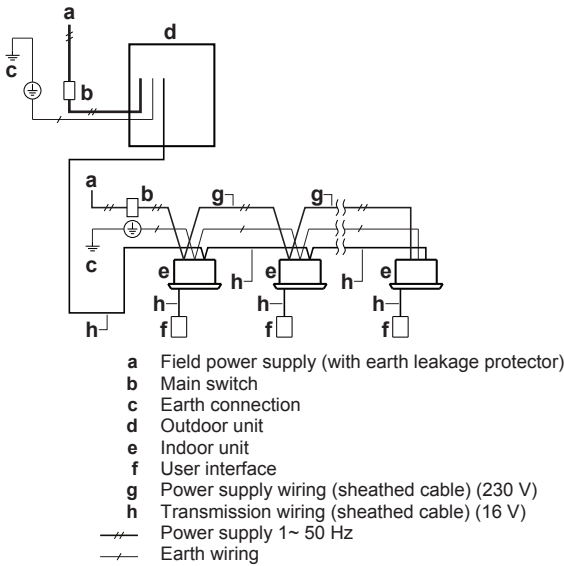 a
d
c
b
a
b
g
g
c
e
h
e
h
e
h
h
h
h
f
f
f
a Field power supply (with earth leakage protector)
b Main switch
c Earth connection
d Outdoor unit
e Indoor unit
f User interface
g Power supply wiring (sheathed cable) (230 V)
h Transmission wiring (sheathed cable) (16 V)
Power supply 1~ 50 Hz
Earth wiring